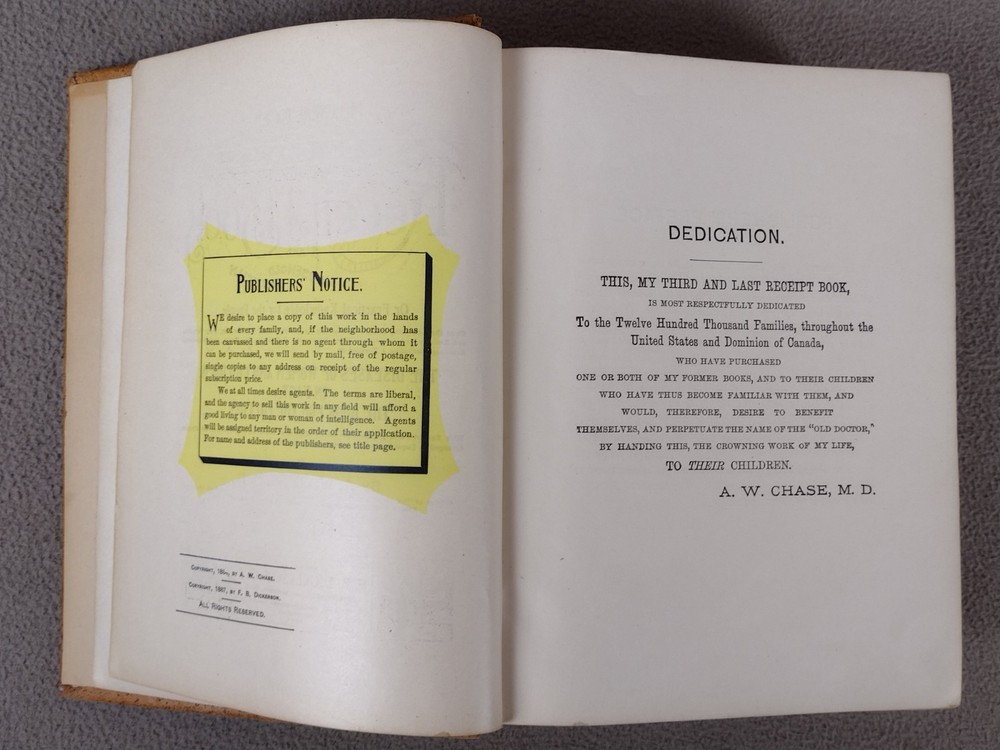 PUBLISHERS' NOTICE.
WE desire to place a copy of this work in the hands
of every family, and, if the neighborhood has
been canvassed and there is no agent through whom it
can be purchased, we will send by mail, free of postage,
single copies to any address on receipt of the regular
subscription price.
We at all times desire agents. The terms are liberal,
and the agency to sell this work in any field will afford a
good living to any man or woman of intelligence. Agents
will be assigned territory in the order of their application.
For name and address of the publishers, see title page.
COPYRIGHT, BY A. W. CHASE.
COPYRIGHT, 1887, BY F. B. DICKERSON.
ALL RIGHTS RESERVED.
DEDICATION.
THIS, MY THIRD AND LAST RECEIPT BOOK,
IS MOST RESPECTFULLY DEDICATED
To the Twelve Hundred Thousand Families, throughout the
United States and Dominion of Canada,
WHO HAVE PURCHASED
ONE OR BOTH OF MY FORMER BOOKS, AND TO THEIR CHILDREN
WHO HAVE THUS BECOME FAMILIAR WITH THEM, AND
WOULD, THEREFORE, DESIRE TO BENEFIT
THEMSELVES, AND PERPETUATE THE NAME OF THE "OLD DOCTOR,"
BY HANDING THIS, THE CROWNING WORK OF MY LIFE,
TO THEIR CHILDREN.
A. W. CHASE, M. D.